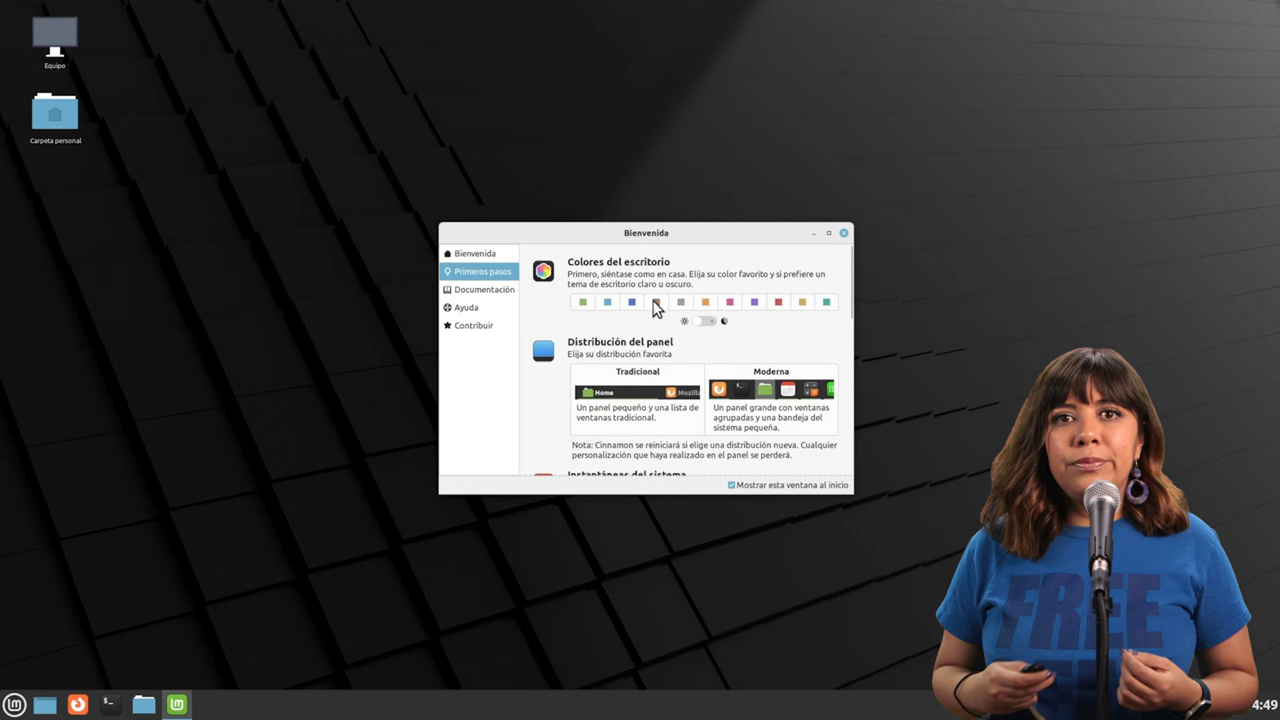 Equipo
Carpeta personal
Bienvenida
Bienvenida
Primeros pasos
Documentación
Ayuda
Contribuir
Colores del escritorio
Primero, siéntase como en casa. Elija su color favorito y si prefiere un
tema de escritorio claro u oscuro.
Distribución del panel
Elija su distribución favorita
Tradicional
Home
Un panel pequeño y una lista de
ventanas tradicional.
Moderna
Un panel grande con ventanas
agrupadas y una bandeja del
sistema pequeña.
Nota: Cinnamon se reiniciará si elige una distribución nueva. Cualquier
personalización que haya realizado en el panel se perderá.
Instantáneas del sistema
Mostrar esta ventana al inicio
FREE
4:49